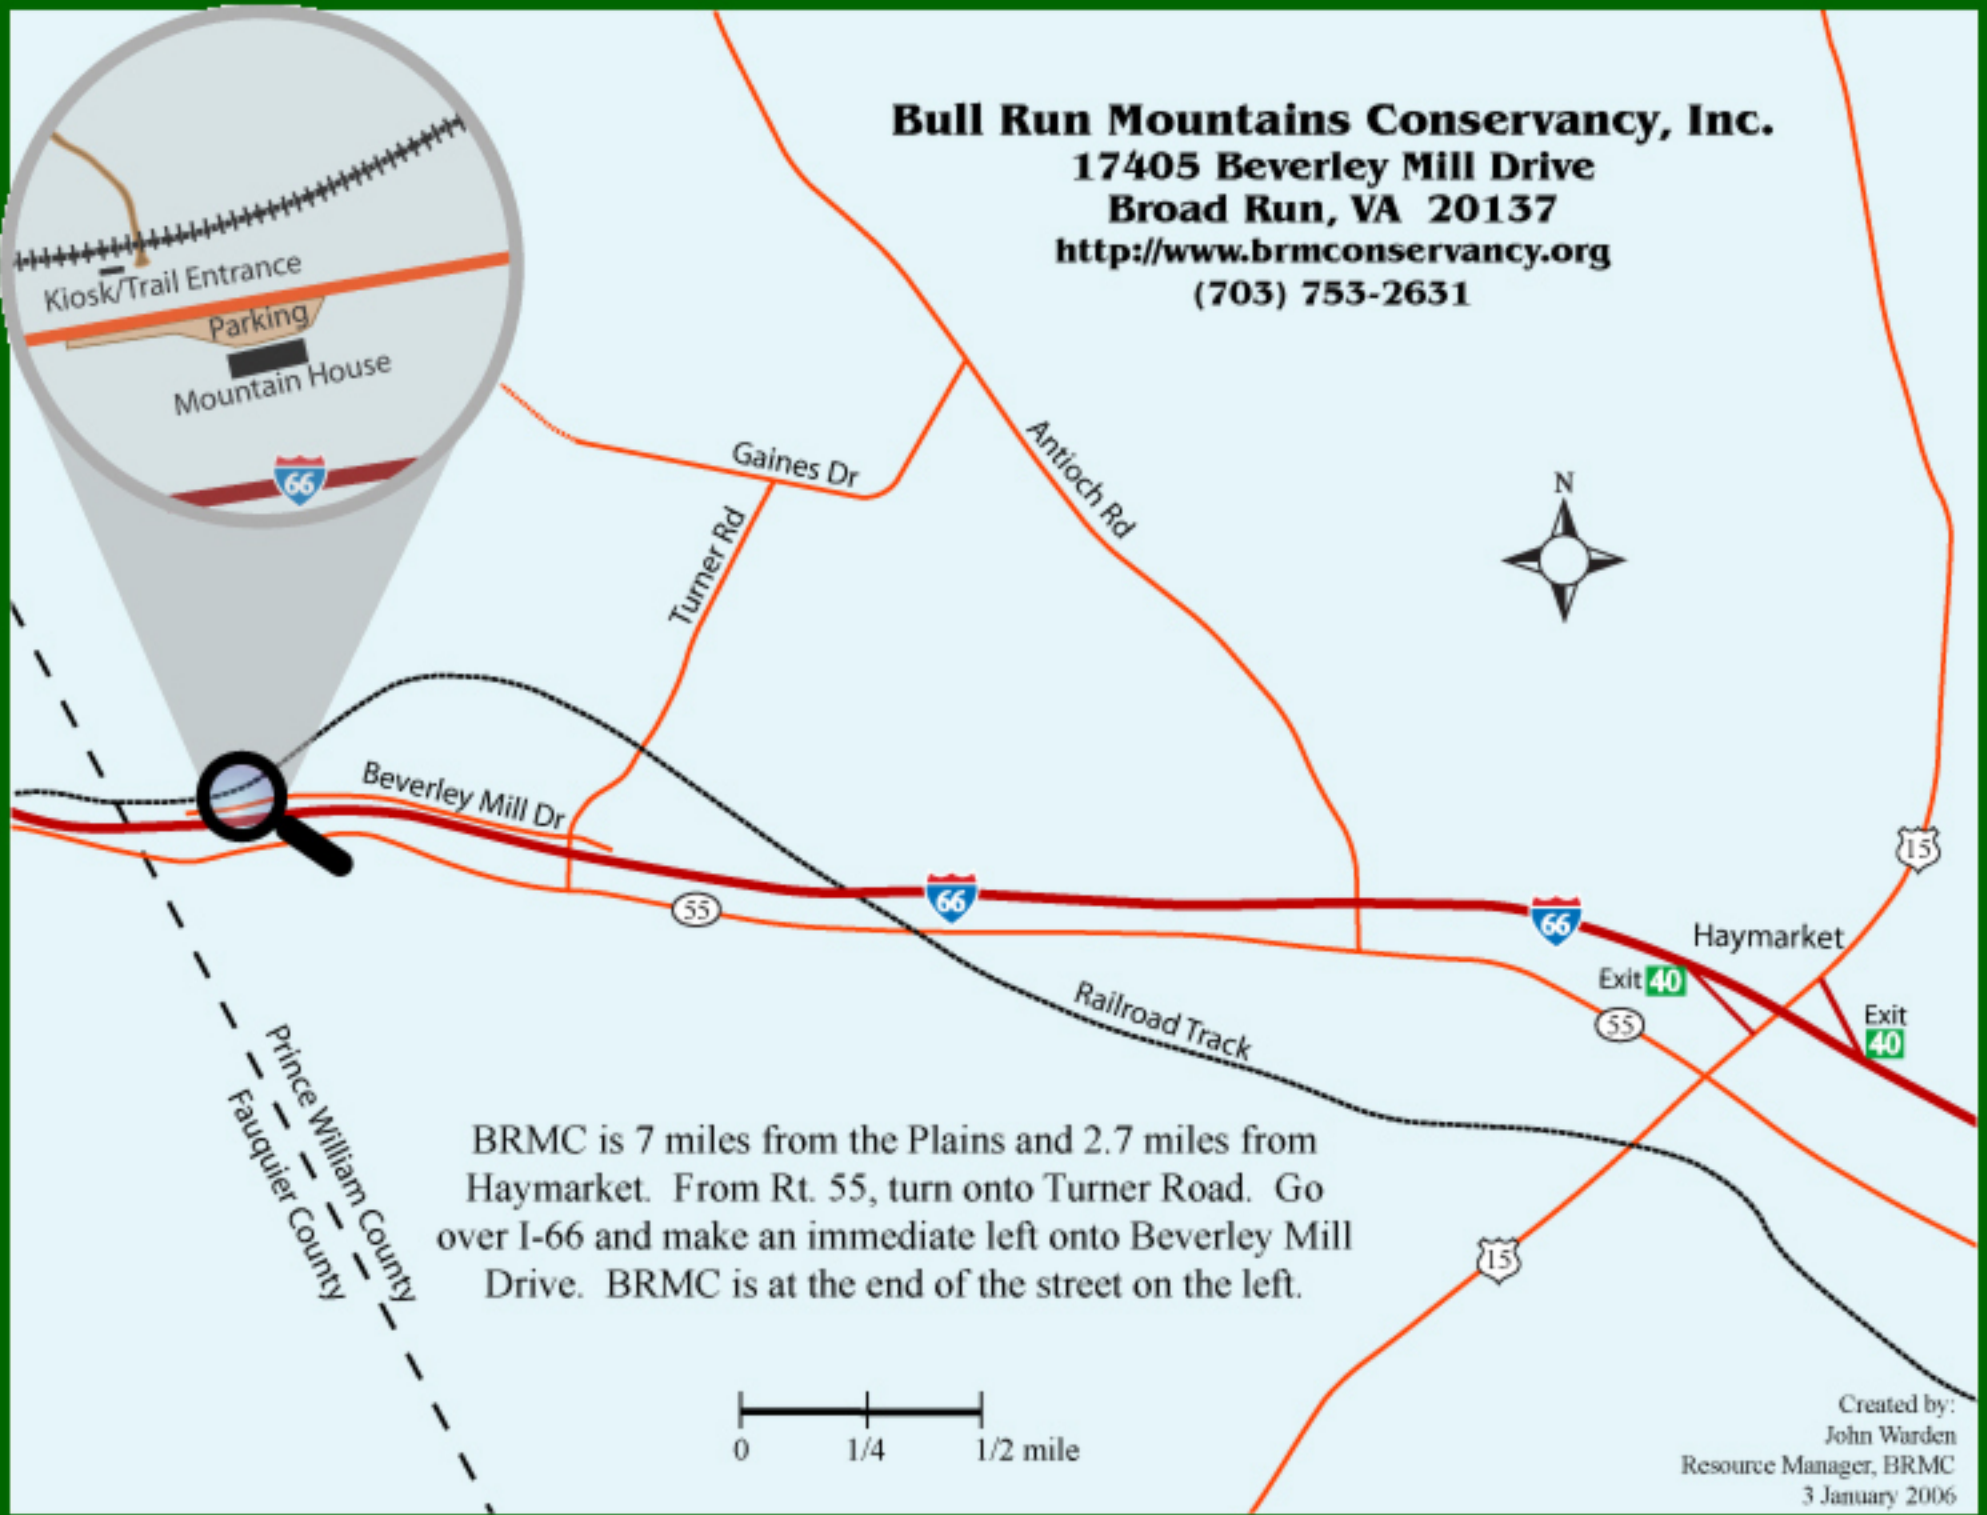 Bull Run Mountains Conservancy, Inc.
17405 Beverley Mill Drive
Broad Run, VA  20137
http://www.brmconservancy.org
(703) 753-2631
Kiosk/Trail Entrance
Parking
Mountain House
66
Gaines Dr
Antioch Rd
Turner Rd
N
Beverley Mill Dr
15
55
66
66
Haymarket
Exit 40
Exit
40
55
Railroad Track
Prince William County
Fauquier County
BRMC is 7 miles from the Plains and 2.7 miles from
Haymarket.  From Rt. 55, turn onto Turner Road.  Go
over I-66 and make an immediate left onto Beverley Mill
Drive.  BRMC is at the end of the street on the left.
15
0
1/4
1/2 mile
Created by:
John Warden
Resource Manager, BRMC
3 January 2006